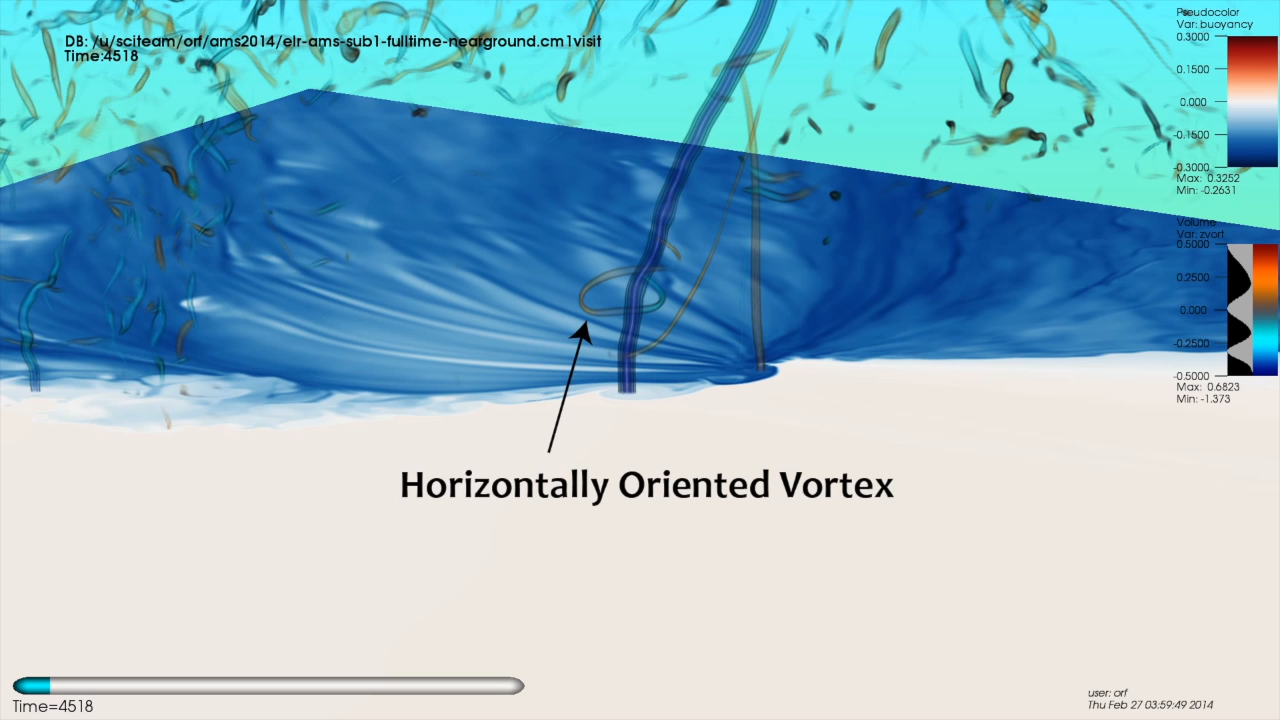 DB: /u/sciteam/orf/ams2014/elr-ams-sub1-fulltime-nearground.cm1visit
Time:4518
Pseudocolor
Var: buoyancy
0.3000
0.1500
0.000
-0.1500
-0.3000
Max: 0.3252
Min: -0.2631
Volume
Var: zvort
0.5000
0.2500
0.000
-0.2500
-0.5000
Max: 0.6823
Min: -1.373
Horizontally Oriented Vortex
Time=4518
user: orf
Thu Feb 27 03:59:49 2014